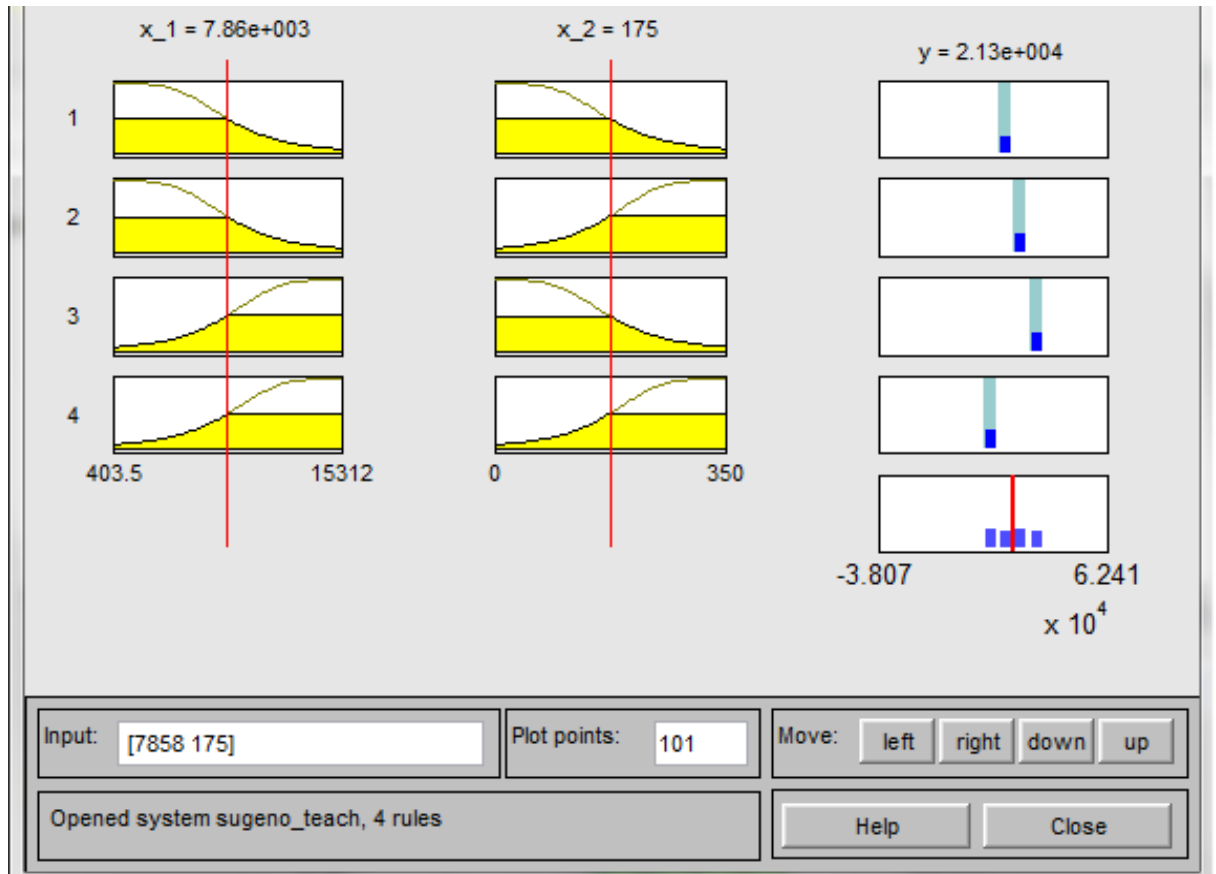 x_1 = 7.86e+003
x_2 = 175
y = 2.13e+004
1
2
3
4
403.5
15312
0
350
-3.807
6.241
x 10^4
Input:
[7858 175]
Plot points:
101
Move:
left
right
down
up
Opened system sugeno_teach, 4 rules
Help
Close